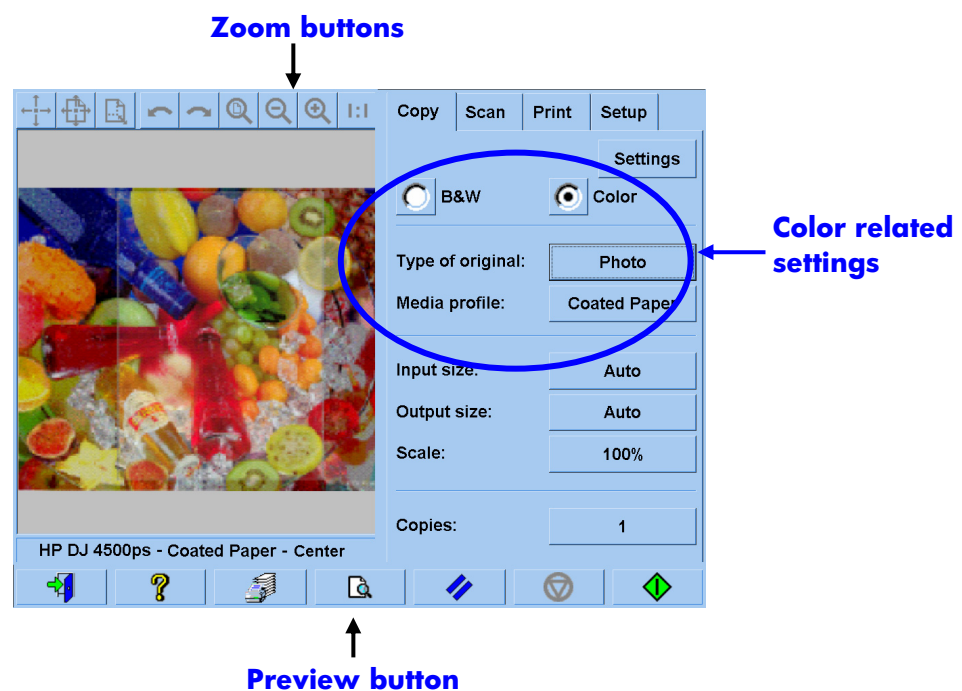 Zoom buttons
1:1
Copy
Scan
Print
Setup
Settings
B&W
Color
Color related
settings
Type of original:
Photo
Media profile:
Coated Paper
Input size:
Auto
Output size:
Auto
Scale:
100%
Copies:
1
HP DJ 4500ps - Coated Paper - Center
?
Preview button